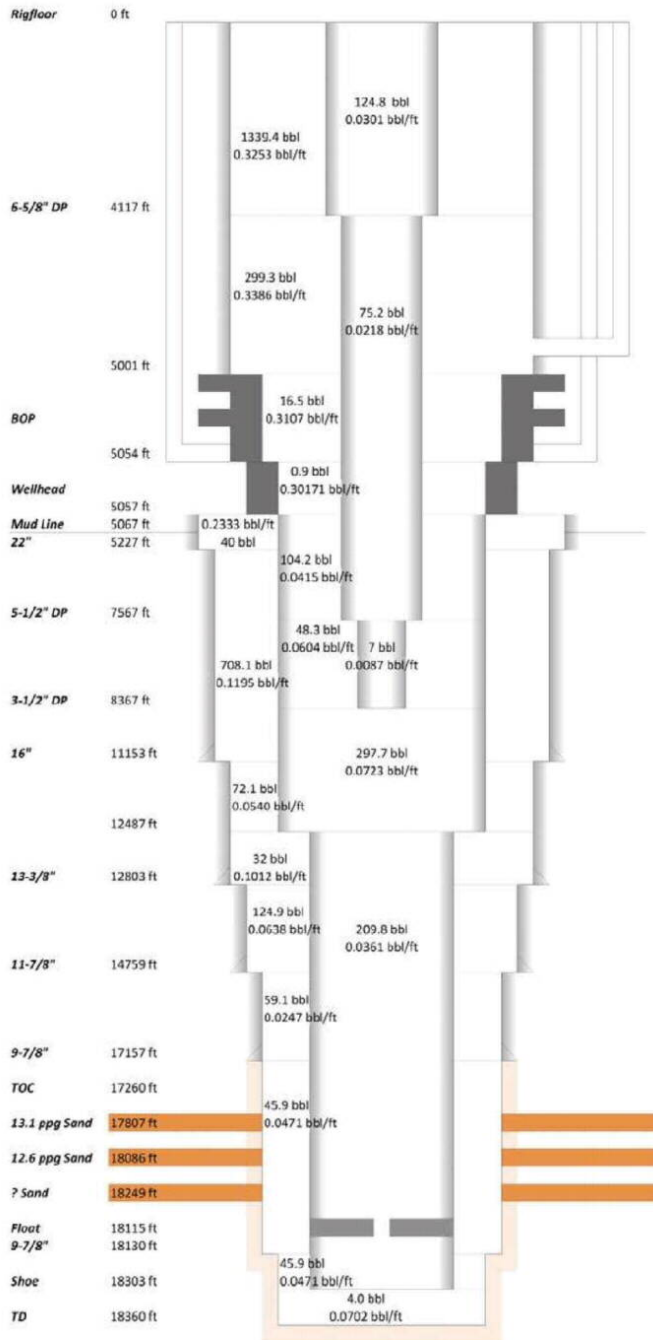 Rigfloor 0 ft
124.8 bbl
0.0301 bbl/ft
1339.4 bbl
0.3253 bbl/ft
6-5/8" DP 4117 ft
299.3 bbl
0.3386 bbl/ft
75.2 bbl
0.0218 bbl/ft
5001 ft
16.5 bbl
0.3107 bbl/ft
BOP
5054 ft
0.9 bbl
0.30171 bbl/ft
Wellhead
5057 ft
Mud Line 5067 ft 0.2333 bbl/ft
22" 5227 ft 40 bbl
104.2 bbl
0.0415 bbl/ft
5-1/2" DP 7567 ft
48.3 bbl
0.0604 bbl/ft
7 bbl
0.0087 bbl/ft
708.1 bbl
0.1195 bbl/ft
3-1/2" DP 8367 ft
16" 11153 ft
297.7 bbl
0.0723 bbl/ft
72.1 bbl
0.0540 bbl/ft
12487 ft
32 bbl
0.1012 bbl/ft
13-3/8" 12803 ft
124.9 bbl
0.0638 bbl/ft
209.8 bbl
0.0361 bbl/ft
11-7/8" 14759 ft
59.1 bbl
0.0247 bbl/ft
9-7/8" 17157 ft
TOC 17260 ft
45.9 bbl
0.0471 bbl/ft
13.1 ppg Sand 17807 ft
12.6 ppg Sand 18086 ft
? Sand 18249 ft
Float 18115 ft
9-7/8" 18130 ft
45.9 bbl
0.0471 bbl/ft
Shoe 18303 ft
4.0 bbl
0.0702 bbl/ft
TD 18360 ft